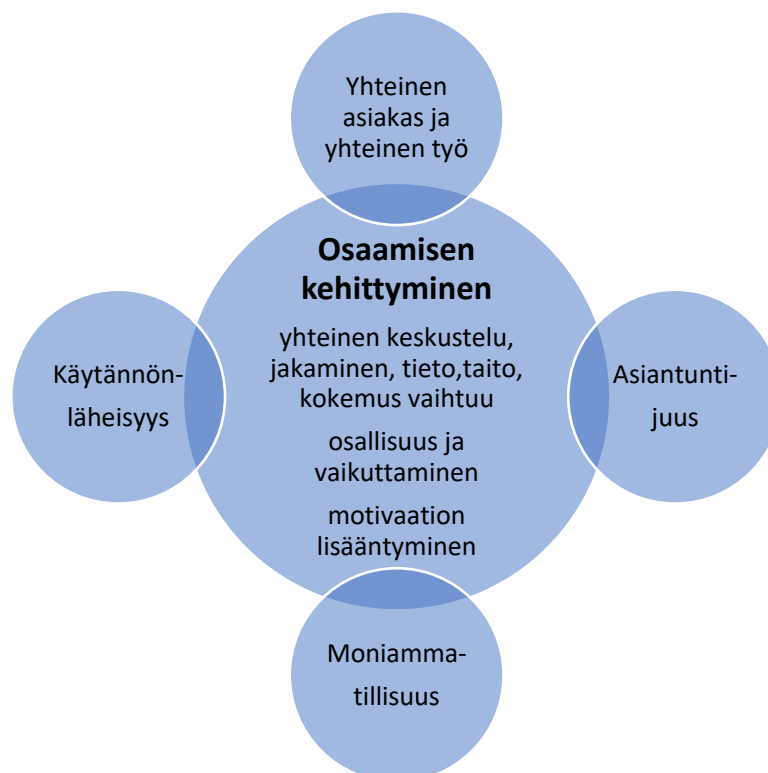 Yhteinen
asiakas ja
yhteinen työ
Osaamisen
kehittyminen
yhteinen keskustelu,
jakaminen, tieto,taito,
kokemus vaihtuu
osallisuus ja
vaikuttaminen
motivaation
lisääntyminen
Käytännön-
läheisyys
Asiantunti-
juus
Moniamma-
tillisuus